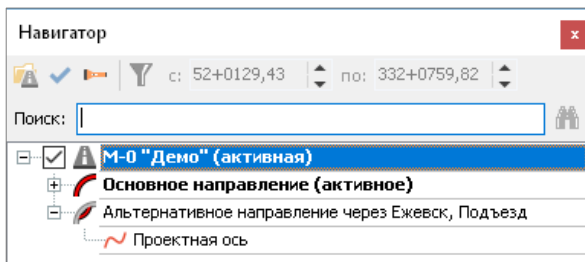 Навигатор
x
с: 52+0129,43 по: 332+0759,82
Поиск:
М-0 "Демо" (активная)
Основное направление (активное)
Альтернативное направление через Ежевск, Подъезд
Проектная ось